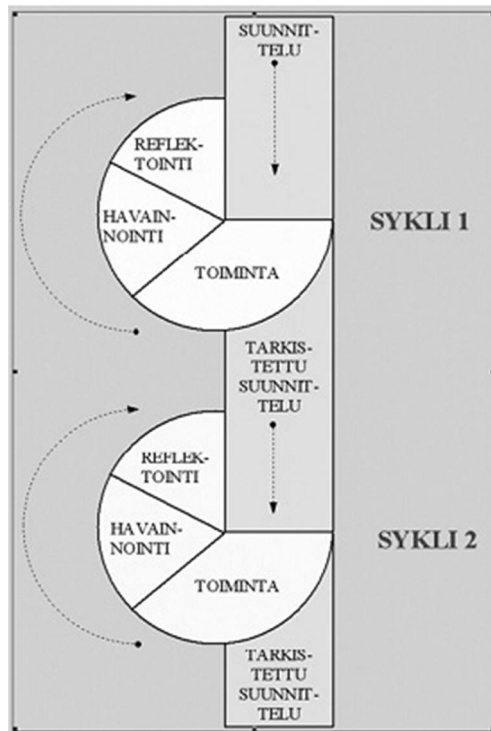 SUUNNIT-
TELU
REFLEK-
TOINTI
HAVAIN-
NOINTI
TOIMINTA
SYKLI 1
TARKIS-
TETTU
SUUNNIT-
TELU
REFLEK-
TOINTI
HAVAIN-
NOINTI
TOIMINTA
SYKLI 2
TARKIS-
TETTU
SUUNNIT-
TELU